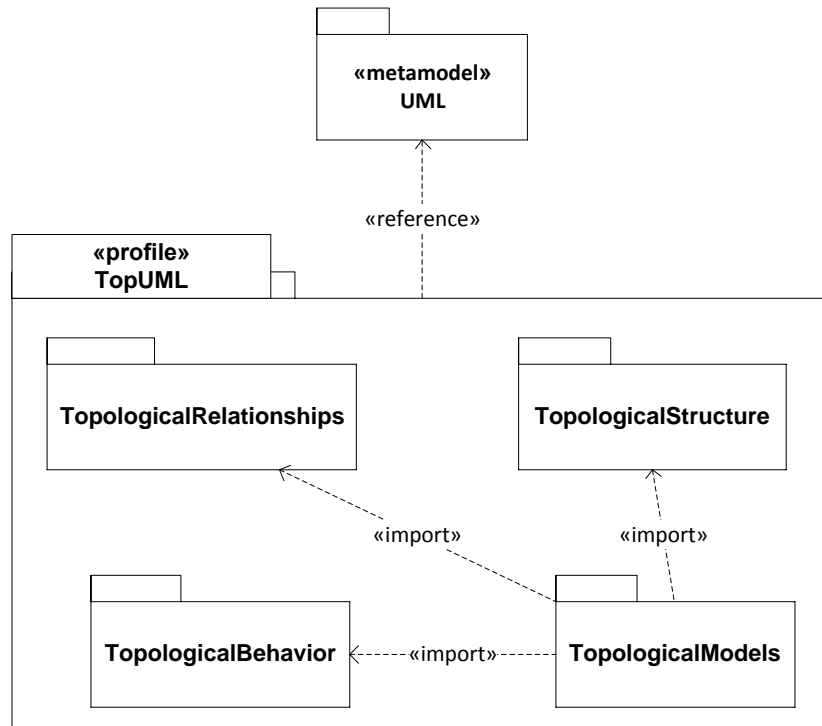 «metamodel»
UML
«reference»
«profile»
TopUML
TopologicalRelationships
TopologicalStructure
«import»
«import»
TopologicalBehavior
«import»
TopologicalModels